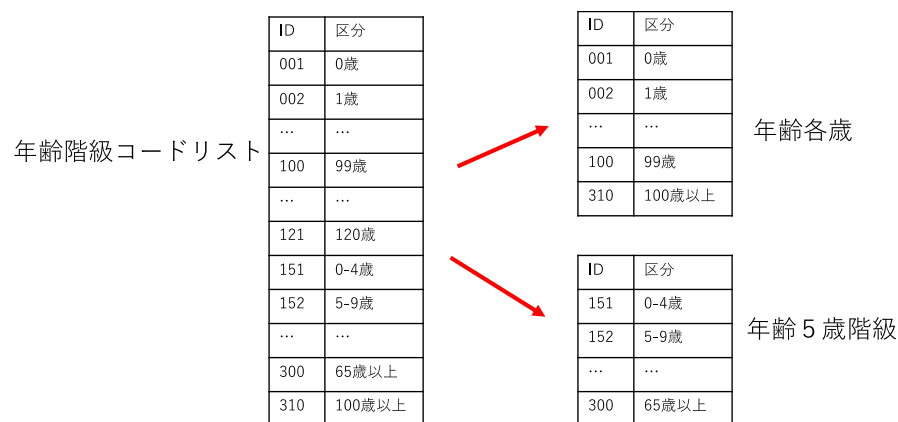 年齢階級コードリスト
ID 区分
001 0歳
002 1歳
… …
100 99歳
… …
121 120歳
151 0-4歳
152 5-9歳
… …
300 65歳以上
310 100歳以上
ID 区分
001 0歳
002 1歳
… …
100 99歳
310 100歳以上
年齢各歳
ID 区分
151 0-4歳
152 5-9歳
… …
300 65歳以上
年齢５歳階級